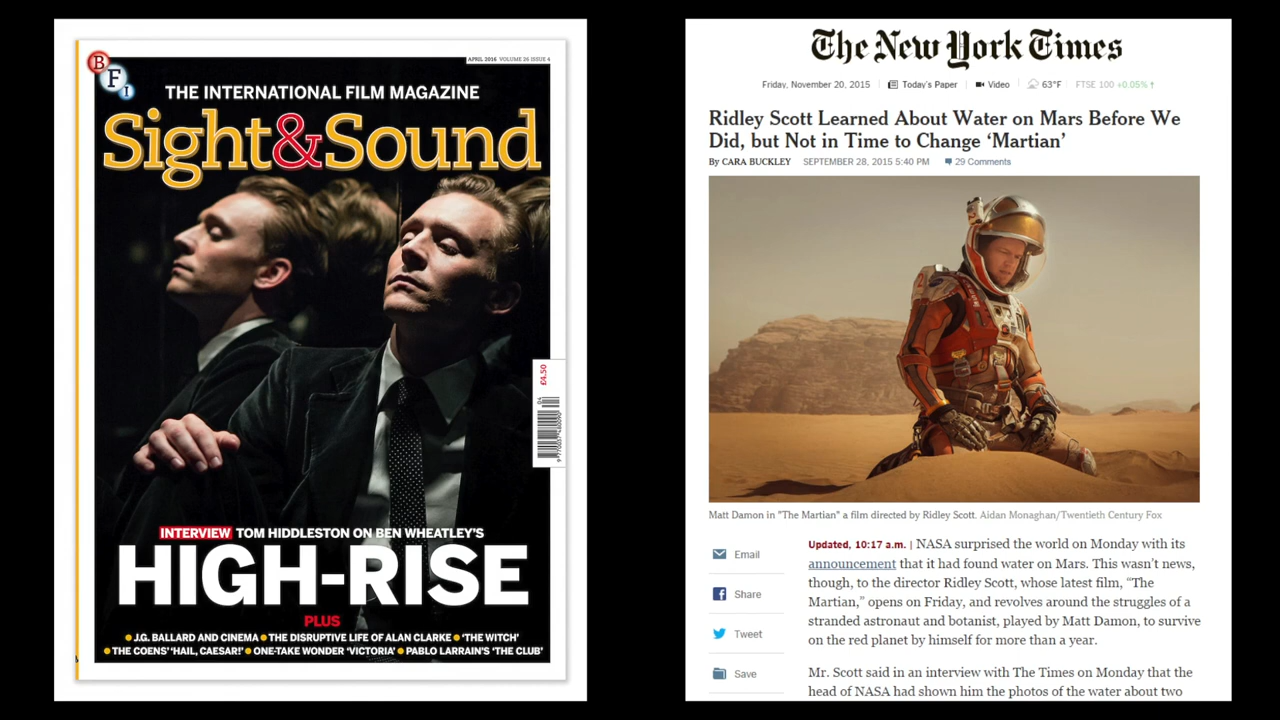 BFI
APRIL 2016 VOLUME 26 ISSUE 4
THE INTERNATIONAL FILM MAGAZINE
Sight&Sound
£4.50
04
INTERVIEW TOM HIDDLESTON ON BEN WHEATLEY'S
HIGH-RISE
PLUS
J.G. BALLARD AND CINEMA • THE DISRUPTIVE LIFE OF ALAN CLARKE • 'THE WITCH'
• THE COENS' 'HAIL, CAESAR!' • ONE-TAKE WONDER 'VICTORIA' • PABLO LARRAIN'S 'THE CLUB'
The New York Times
Friday, November 20, 2015 Today's Paper Video 63°F FTSE 100 +0.05% ↑
Ridley Scott Learned About Water on Mars Before We
Did, but Not in Time to Change ‘Martian’
By CARA BUCKLEY SEPTEMBER 28, 2015 5:40 PM 29 Comments
Matt Damon in "The Martian" a film directed by Ridley Scott. Aidan Monaghan/Twentieth Century Fox
Email
Share
Tweet
Save
Updated, 10:17 a.m. | NASA surprised the world on Monday with its
announcement that it had found water on Mars. This wasn’t news,
though, to the director Ridley Scott, whose latest film, “The
Martian,” opens on Friday, and revolves around the struggles of a
stranded astronaut and botanist, played by Matt Damon, to survive
on the red planet by himself for more than a year.
Mr. Scott said in an interview with The Times on Monday that the
head of NASA had shown him the photos of the water about two